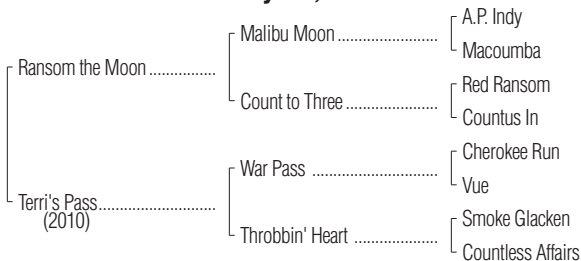 A.P. Indy
Malibu Moon
Macoumba
Ransom the Moon
Red Ransom
Count to Three
Countus In
Cherokee Run
War Pass
Vue
Terri's Pass
(2010)
Smoke Glacken
Throbbin' Heart
Countless Affairs